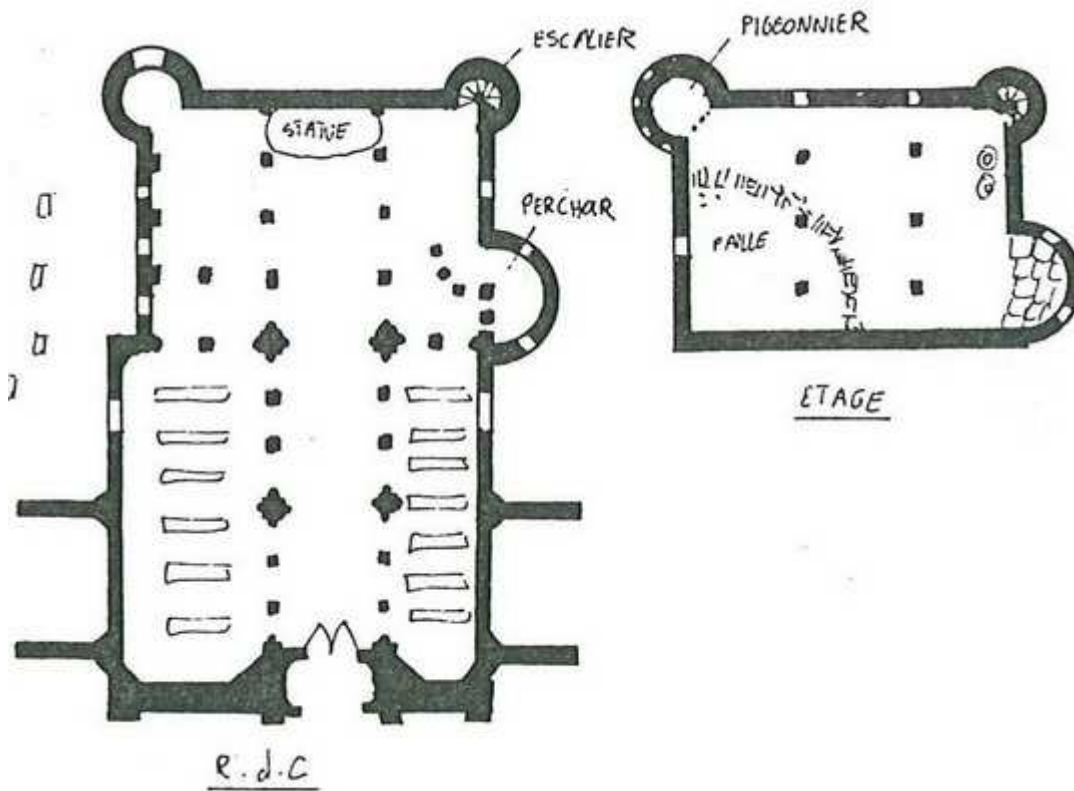 ESCALIER
PIGEONNIER
STATUE
PERCHOIR
PAILLE
ETAGE
R.d.C